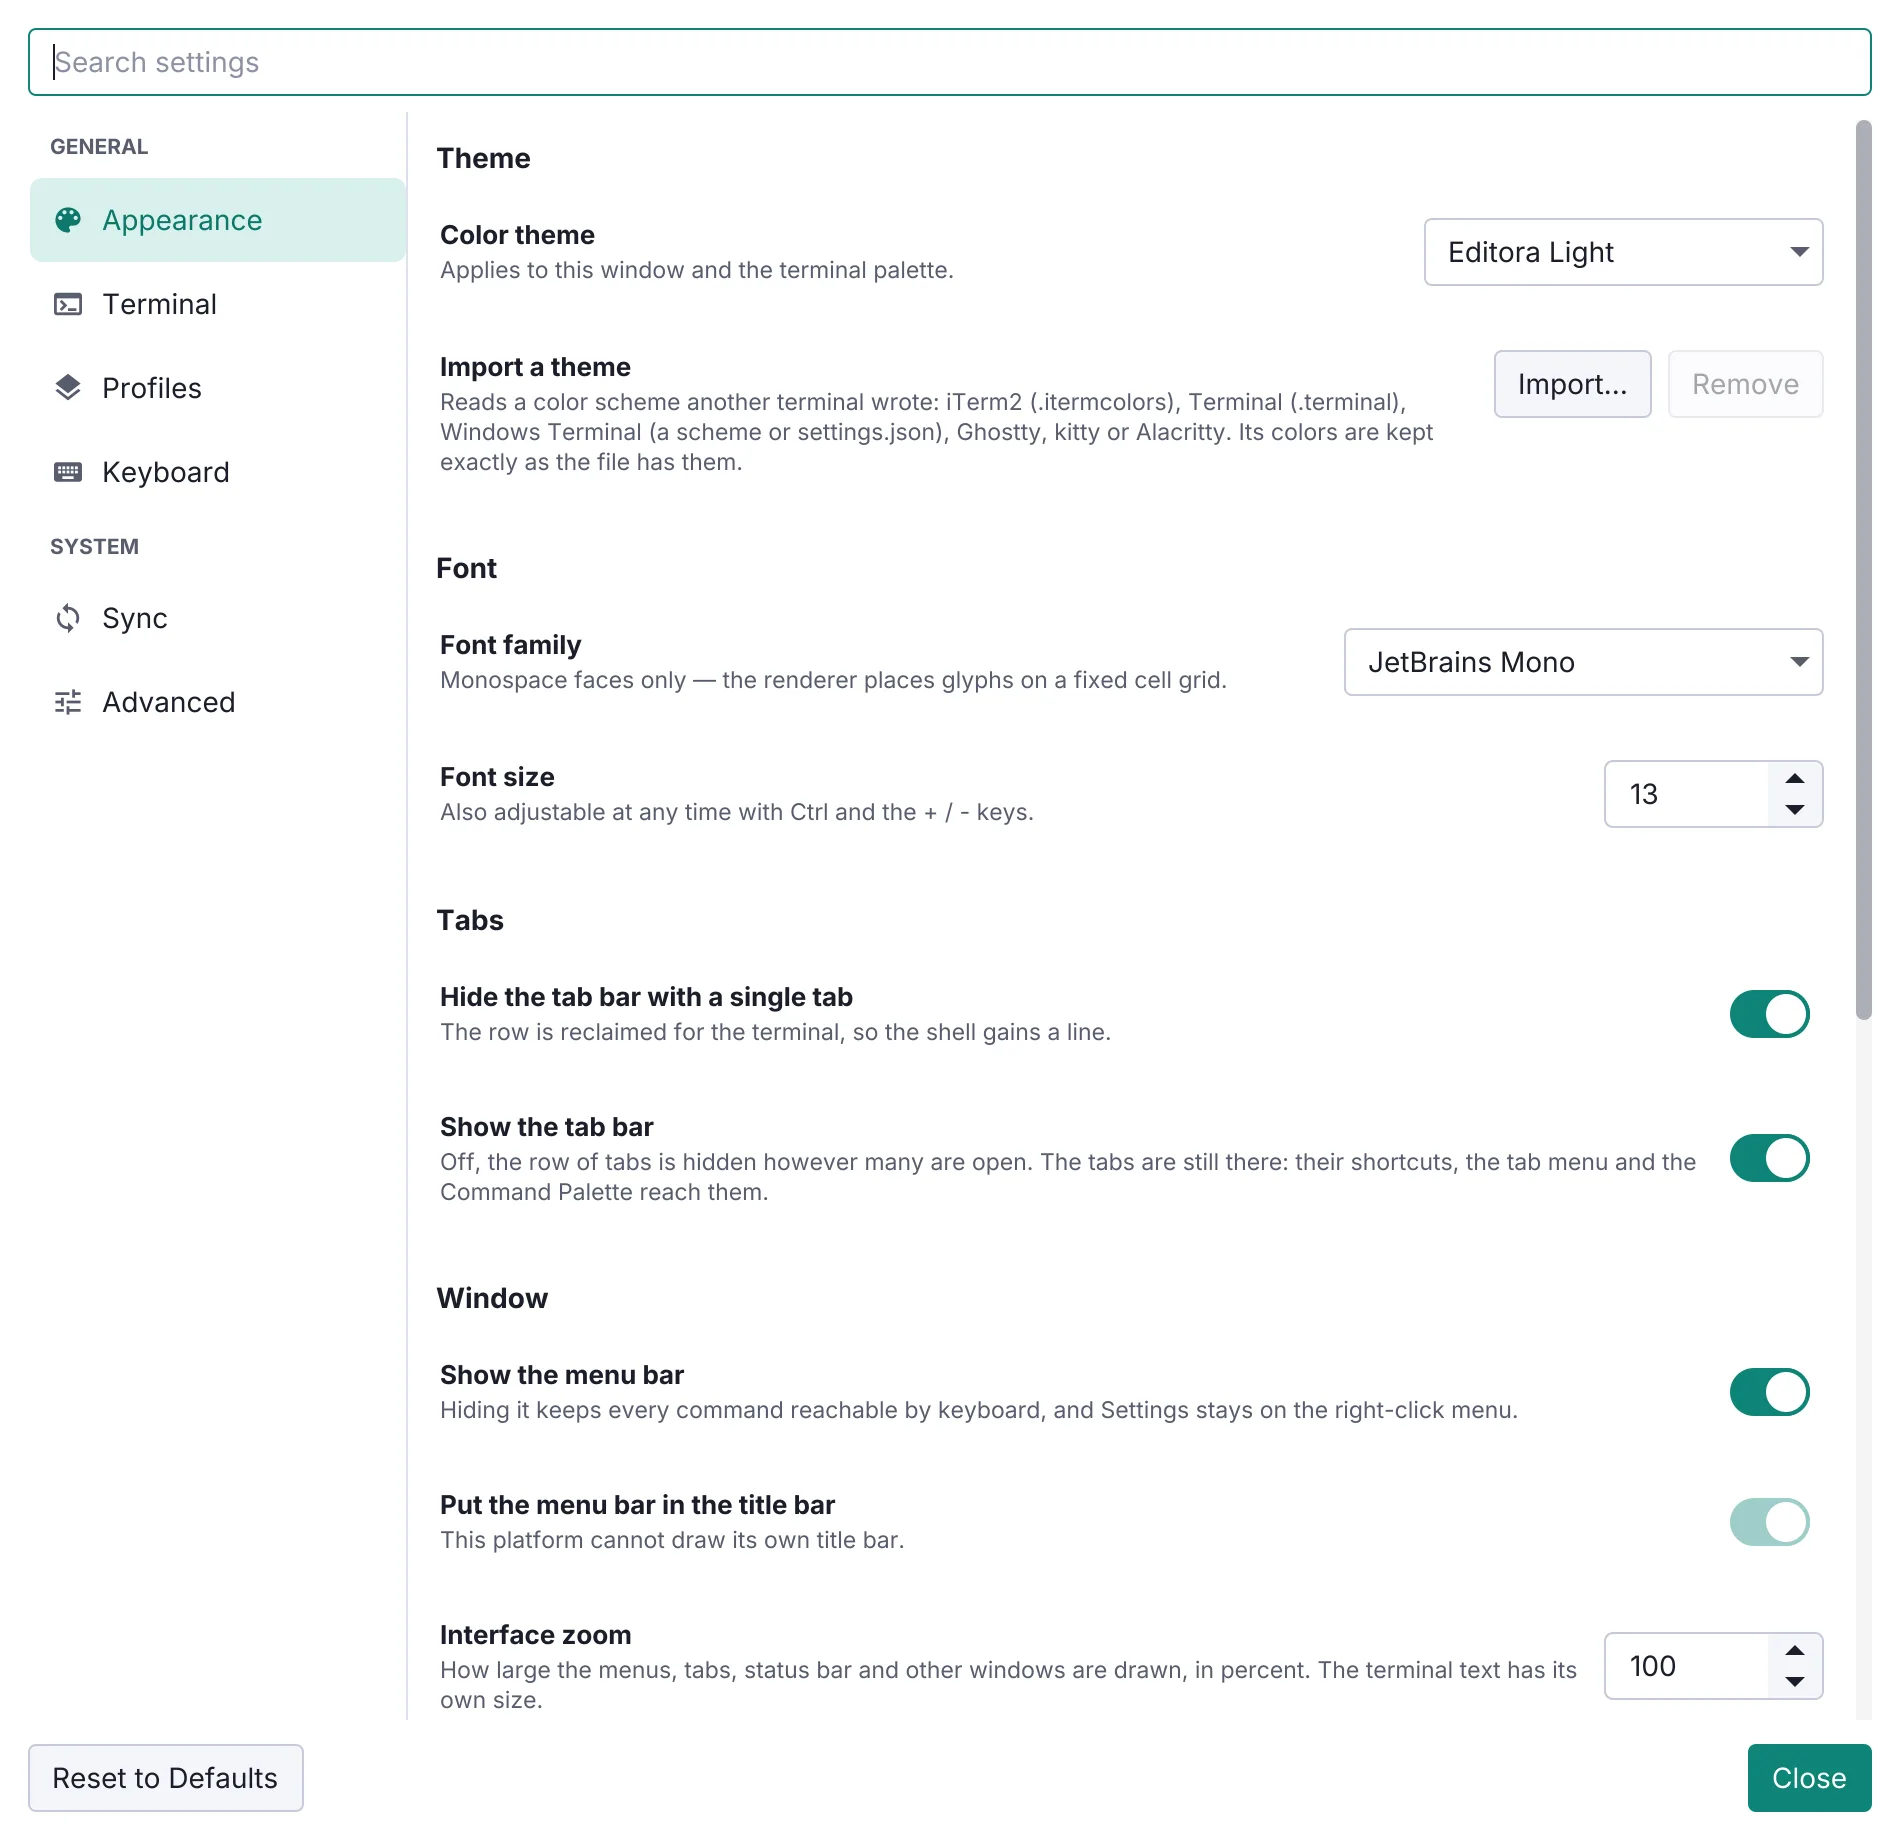 Search settings
GENERAL
Appearance
Terminal
Profiles
Keyboard
SYSTEM
Sync
Advanced
Theme
Color theme
Applies to this window and the terminal palette.
Editora Light
Import a theme
Reads a color scheme another terminal wrote: iTerm2 (.itermcolors), Terminal (.terminal),
Windows Terminal (a scheme or settings.json), Ghostty, kitty or Alacritty. Its colors are kept
exactly as the file has them.
Import...
Remove
Font
Font family
Monospace faces only — the renderer places glyphs on a fixed cell grid.
JetBrains Mono
Font size
Also adjustable at any time with Ctrl and the + / - keys.
13
Tabs
Hide the tab bar with a single tab
The row is reclaimed for the terminal, so the shell gains a line.
Show the tab bar
Off, the row of tabs is hidden however many are open. The tabs are still there: their shortcuts, the tab menu and the
Command Palette reach them.
Window
Show the menu bar
Hiding it keeps every command reachable by keyboard, and Settings stays on the right-click menu.
Put the menu bar in the title bar
This platform cannot draw its own title bar.
Interface zoom
How large the menus, tabs, status bar and other windows are drawn, in percent. The terminal text has its
own size.
100
Reset to Defaults
Close